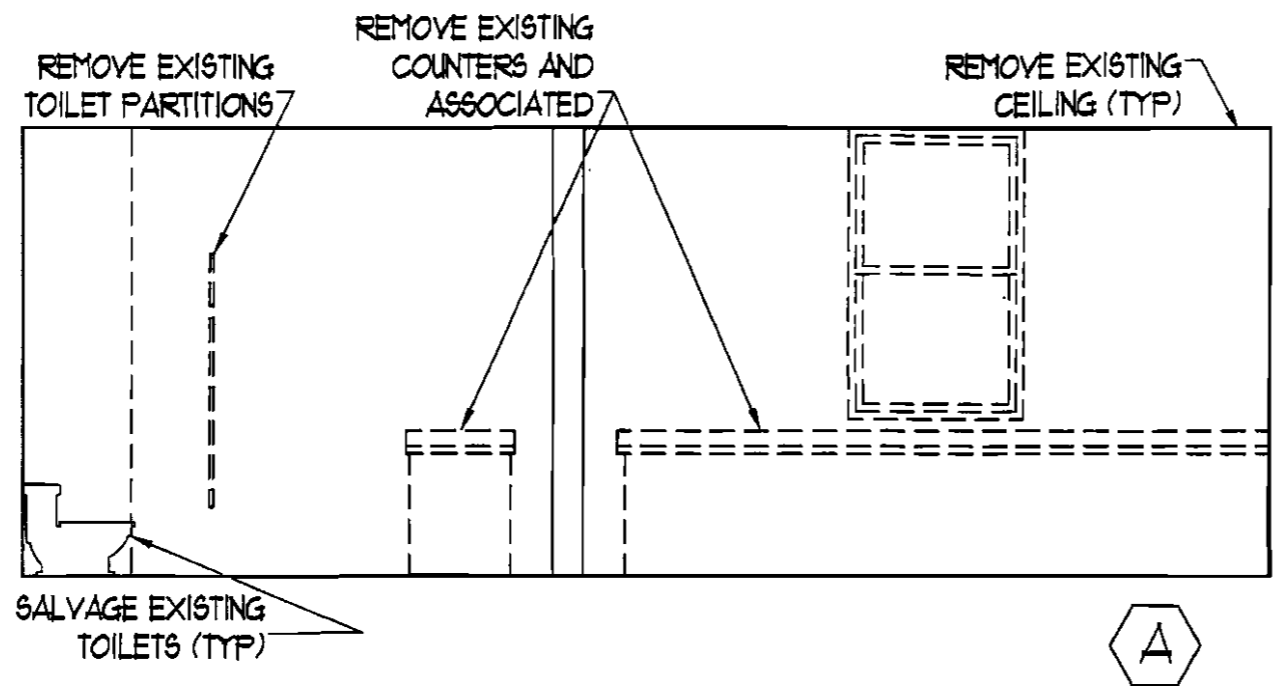 REMOVE EXISTING
TOILET PARTITIONS
REMOVE EXISTING
COUNTERS AND
ASSOCIATED
REMOVE EXISTING
CEILING (TYP)
SALVAGE EXISTING
TOILETS (TYP)
A